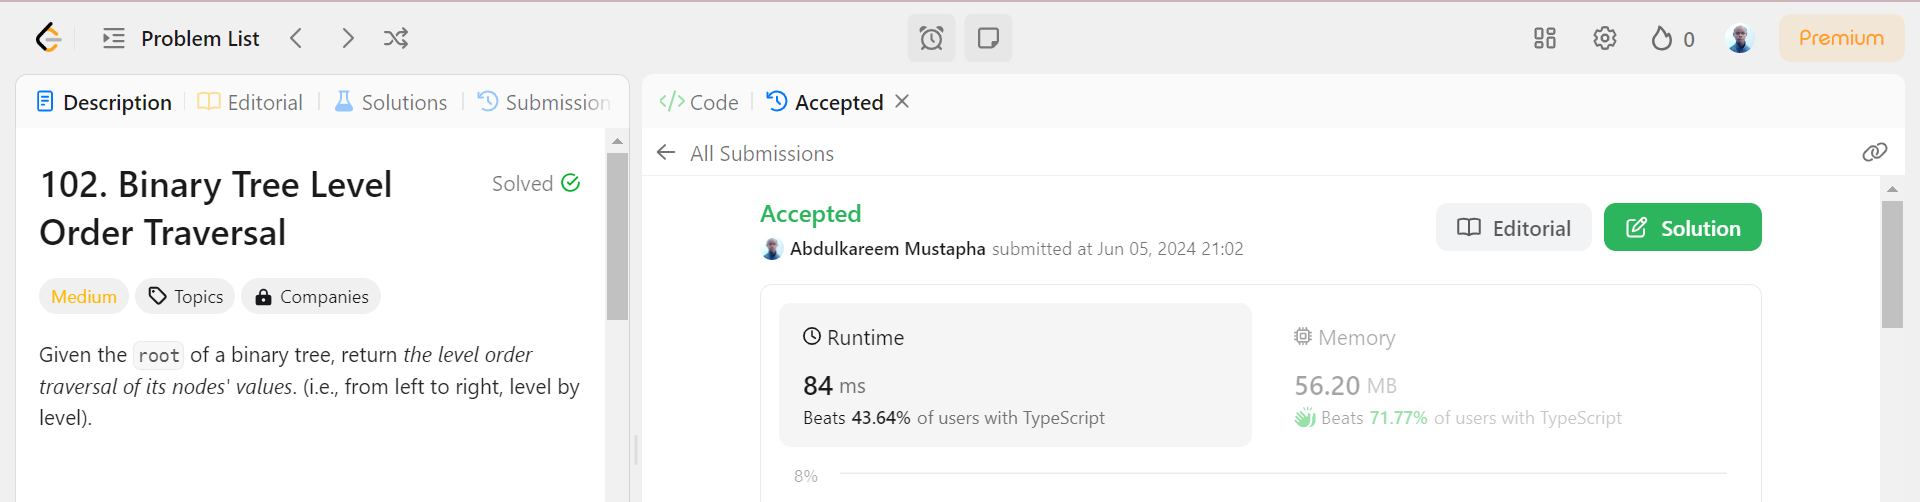 Problem List
0
Premium
Description
Editorial
Solutions
Submission
102. Binary Tree Level
Order Traversal
Solved
Medium
Topics
Companies
Given the root of a binary tree, return the level order
traversal of its nodes' values. (i.e., from left to right, level by
level).
</> Code
Accepted
All Submissions
Accepted
Abdulkareem Mustapha submitted at Jun 05, 2024 21:02
Editorial
Solution
Runtime
84 ms
Beats 43.64% of users with TypeScript
Memory
56.20 MB
Beats 71.77% of users with TypeScript
8%